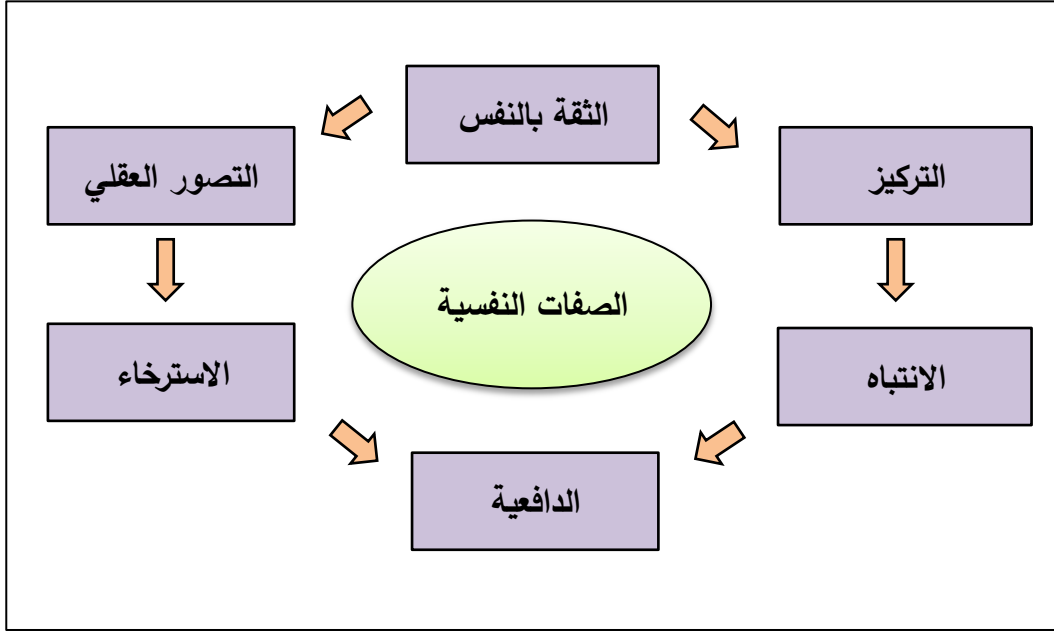 الثقة بالنفس
التركيز
التصور العقلي
الصفات النفسية
الانتباه
الاسترخاء
الدافعية